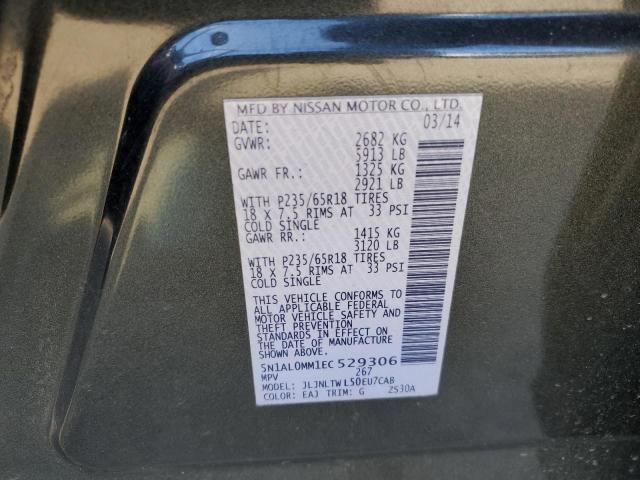 MFD BY NISSAN MOTOR CO., LTD.
DATE: 03/14
GVWR: 2682 KG
5913 LB
GAWR FR.: 1325 KG
2921 LB
WITH P235/65R18 TIRES
18 X 7.5 RIMS AT 33 PSI
COLD SINGLE
GAWR RR.: 1415 KG
3120 LB
WITH P235/65R18 TIRES
18 X 7.5 RIMS AT 33 PSI
COLD SINGLE
THIS VEHICLE CONFORMS TO
ALL APPLICABLE FEDERAL
MOTOR VEHICLE SAFETY AND
THEFT PREVENTION
STANDARDS IN EFFECT ON
THE DATE OF MANUFACTURE
SHOWN ABOVE.
5N1AL0MM1EC529306
MPV 267
MODEL: JLJNLTWL50EU7CAB
COLOR: EAJ TRIM: G ZS30A